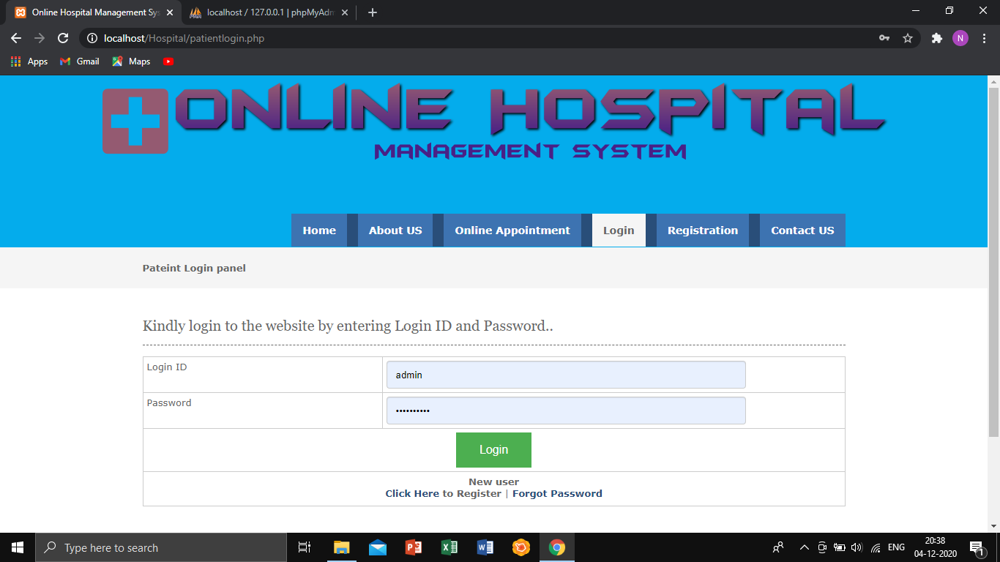 Online Hospital Management Sys
localhost / 127.0.0.1 | phpMyAdm
localhost/Hospital/patientlogin.php
N
Apps
Gmail
Maps
ONLINE HOSPITAL
MANAGEMENT SYSTEM
Home
About US
Online Appointment
Login
Registration
Contact US
Pateint Login panel
Kindly login to the website by entering Login ID and Password..
Login ID
admin
Password
••••••••••
Login
New user
Click Here to Register | Forgot Password
Type here to search
ENG
20:38
04-12-2020
1